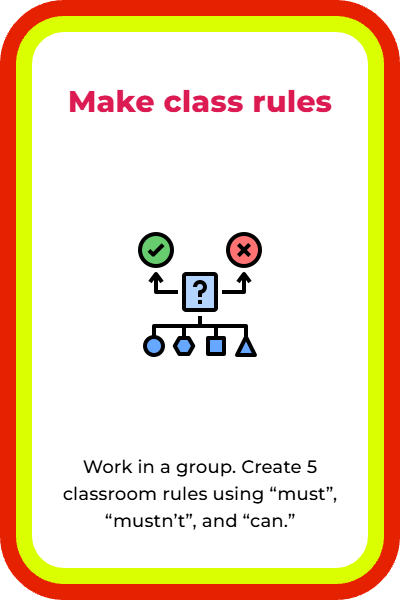 Make class rules
?
Work in a group. Create 5
classroom rules using “must”,
“mustn’t”, and “can.”